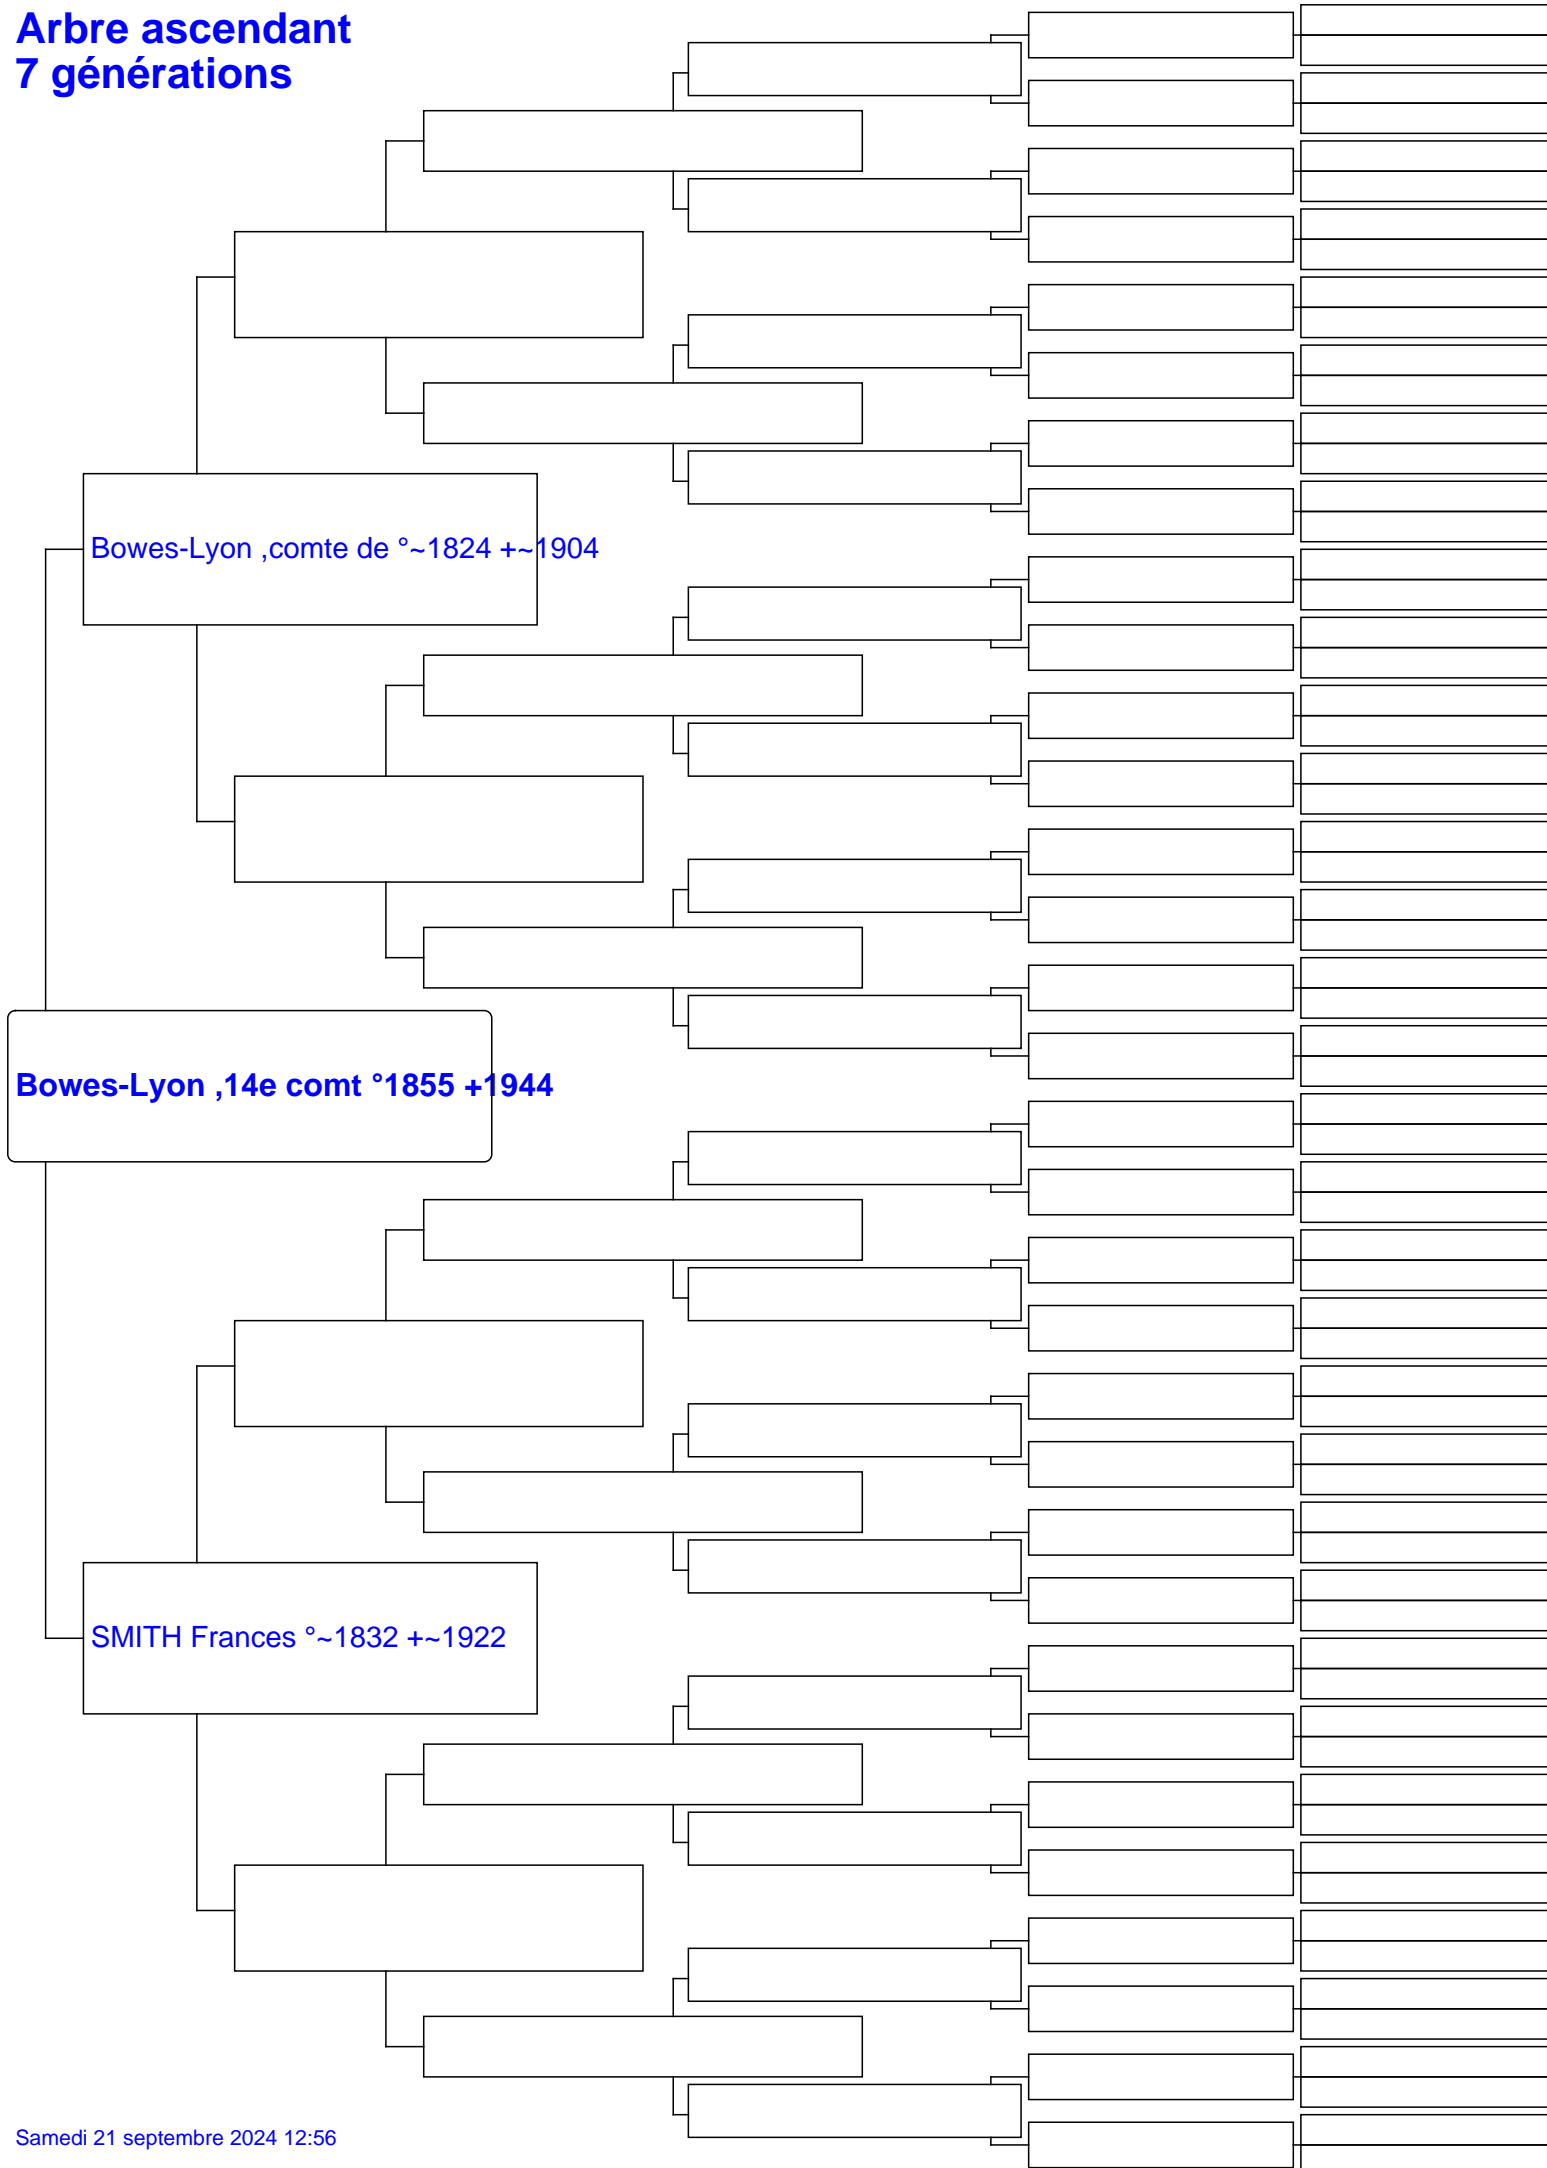 Arbre ascendant
7 générations
Bowes-Lyon ,comte de °~1824 +~1904
Bowes-Lyon ,14e comt °1855 +1944
SMITH Frances °~1832 +~1922
Samedi 21 septembre 2024 12:56